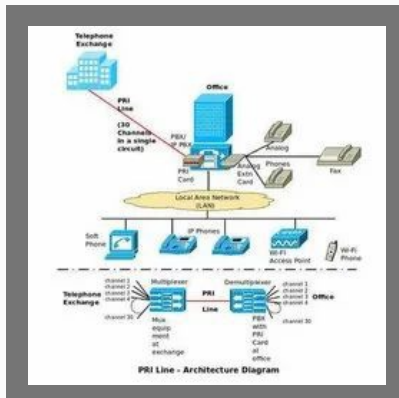 Telephone
Exchange
Office
PRI
Line
(30
Channels
in a single
circuit)
PBX/
IP PBX
PRI
Card
Analog
Extn
Card
Analog
Phones
Fax
Local Area Network
(LAN)
Soft
Phone
IP Phones
Wi-Fi
Access Point
Wi-Fi
Phone
Telephone
Exchange
channel 1
channel 2
channel 3
channel 4
channel 30
Multiplexer
Mux
equip
ment
at
exchange
PRI
Line
Demultiplexer
PBX
with
PRI
Card
at
office
channel 1
channel 2
channel 3
channel 4
channel 30
Office
PRI Line - Architecture Diagram